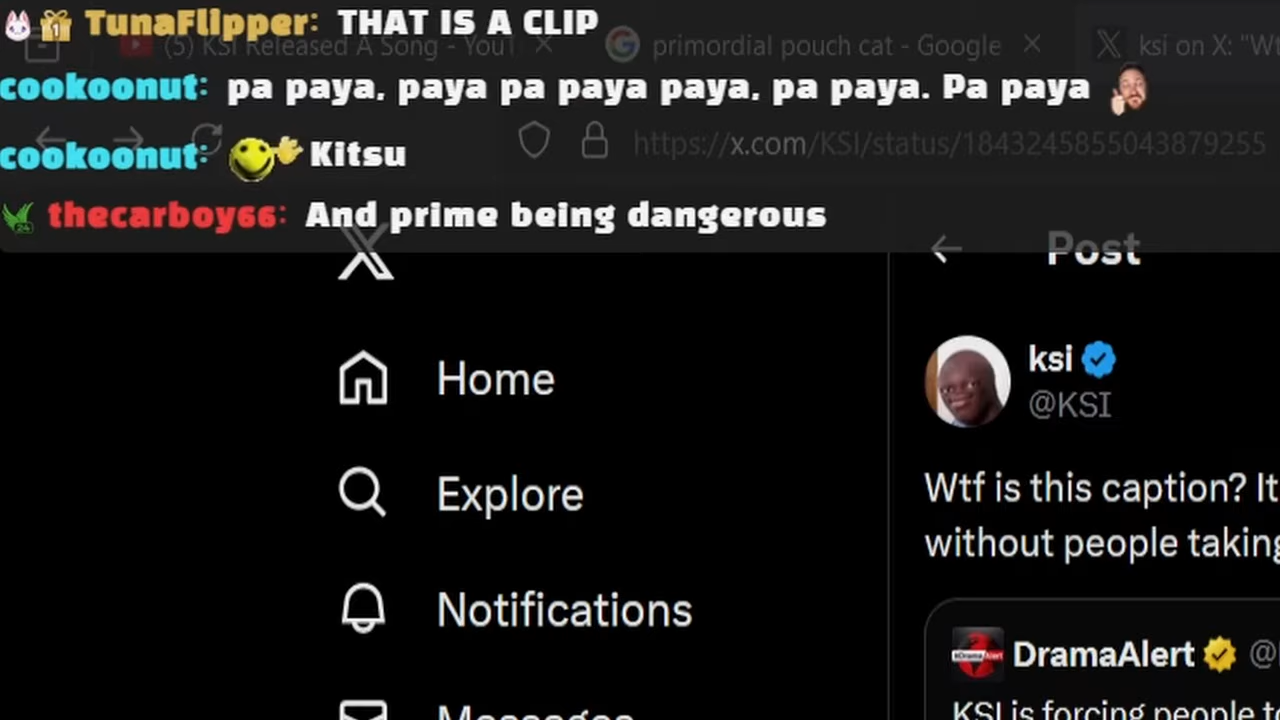 TunaFlipper: THAT IS A CLIP
(5) KSI Released A Song - YouT
primordial pouch cat - Google
ksi on X: "Wt
cookoonut: pa paya, paya pa paya paya, pa paya. Pa paya
https://x.com/KSI/status/1843245855043879255
cookoonut: Kitsu
thecarboy66: And prime being dangerous
Post
Home
Explore
Notifications
Messages
ksi
@KSI
Wtf is this caption? It
without people taking
DramaAlert @
KSI is forcing people to